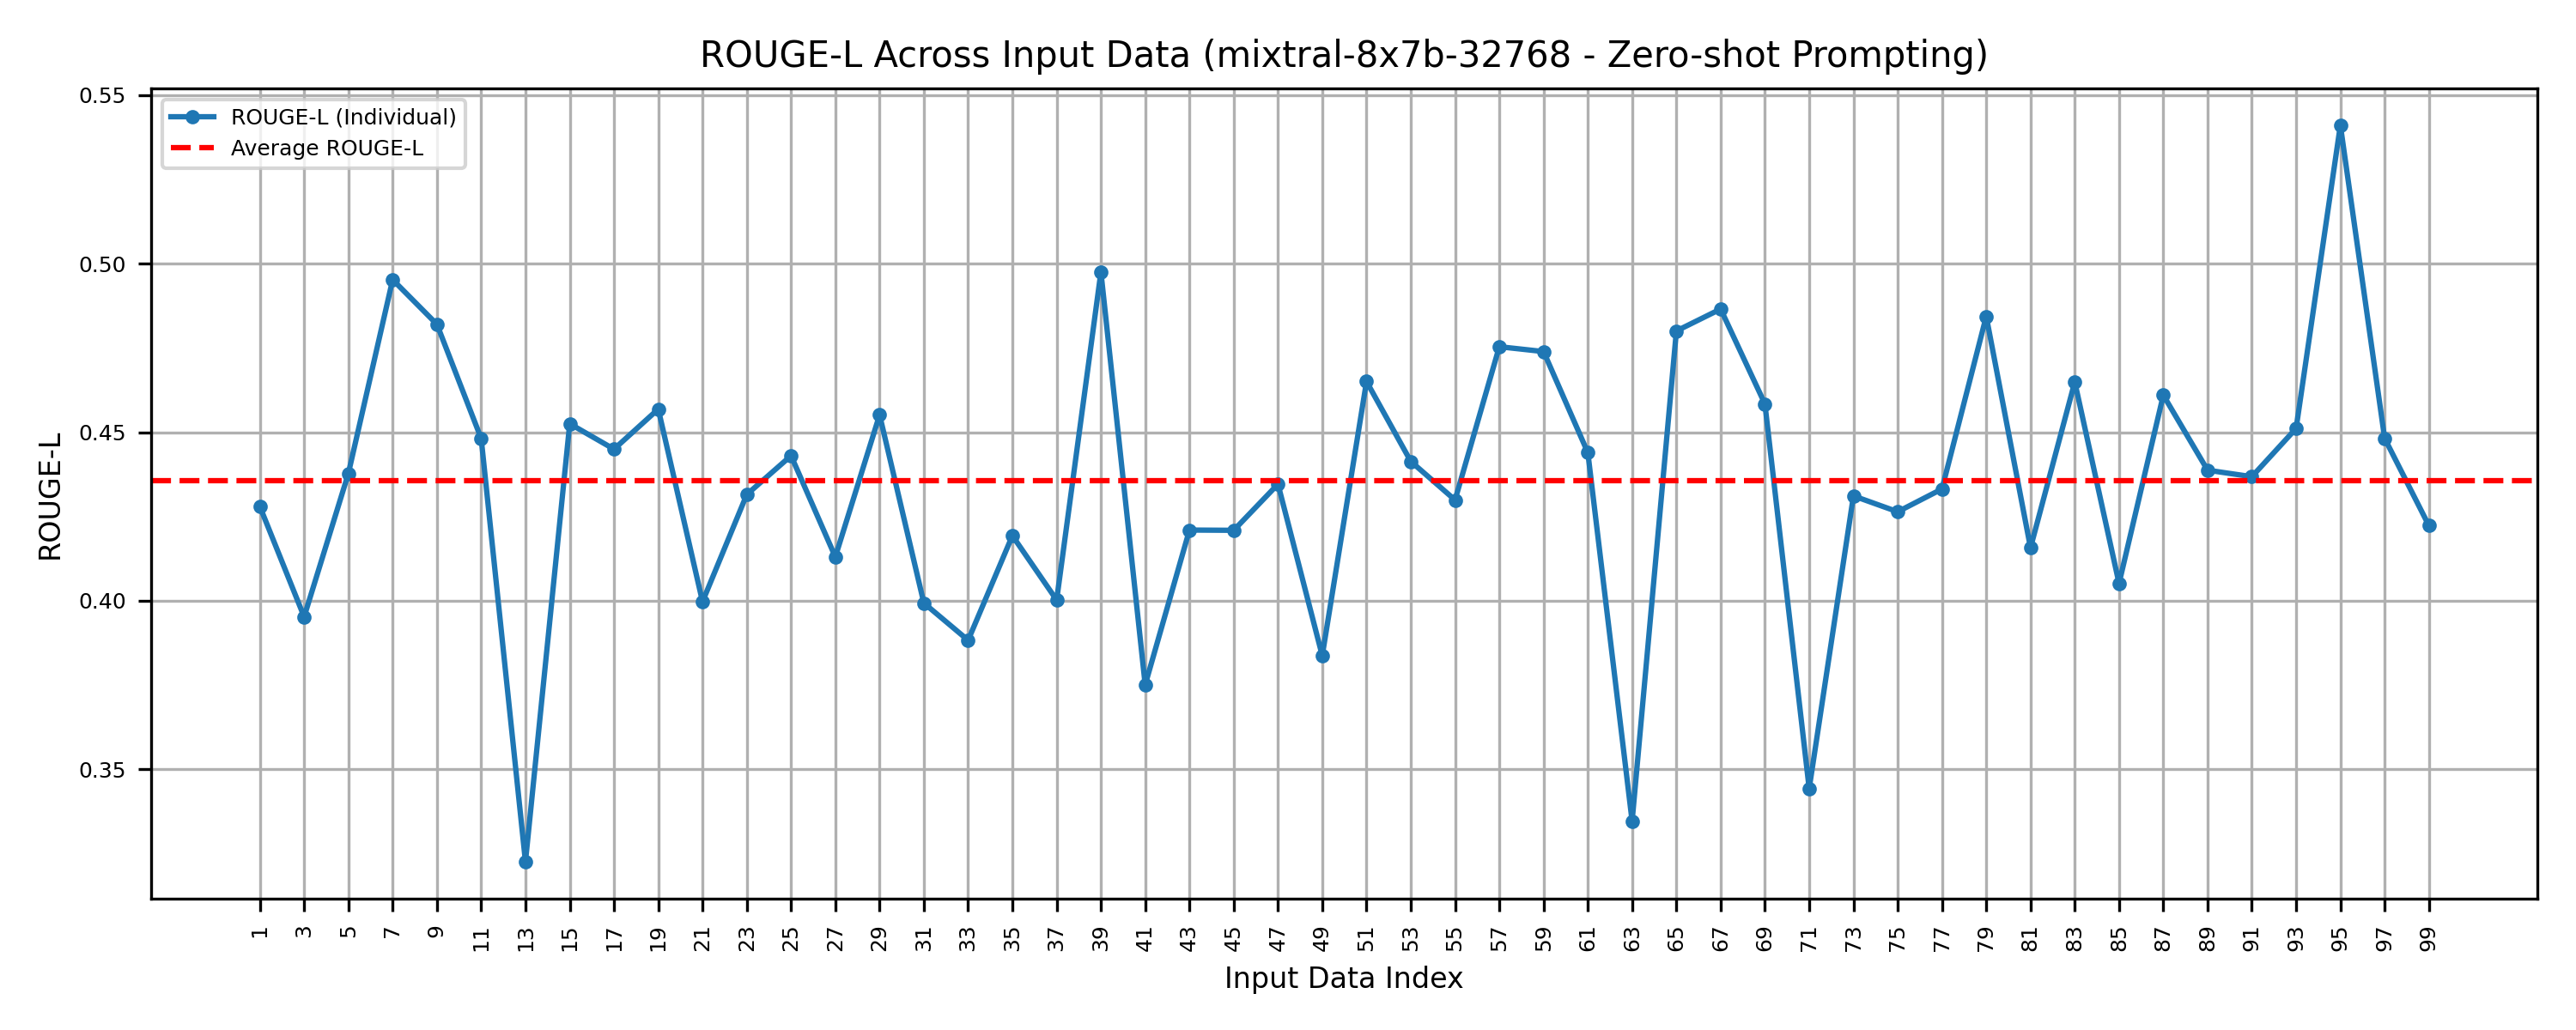 ROUGE-L Across Input Data (mixtral-8x7b-32768 - Zero-shot Prompting)
ROUGE-L (Individual)
Average ROUGE-L
ROUGE-L
0.55
0.50
0.45
0.40
0.35
1 3 5 7 9 11 13 15 17 19 21 23 25 27 29 31 33 35 37 39 41 43 45 47 49 51 53 55 57 59 61 63 65 67 69 71 73 75 77 79 81 83 85 87 89 91 93 95 97 99
Input Data Index